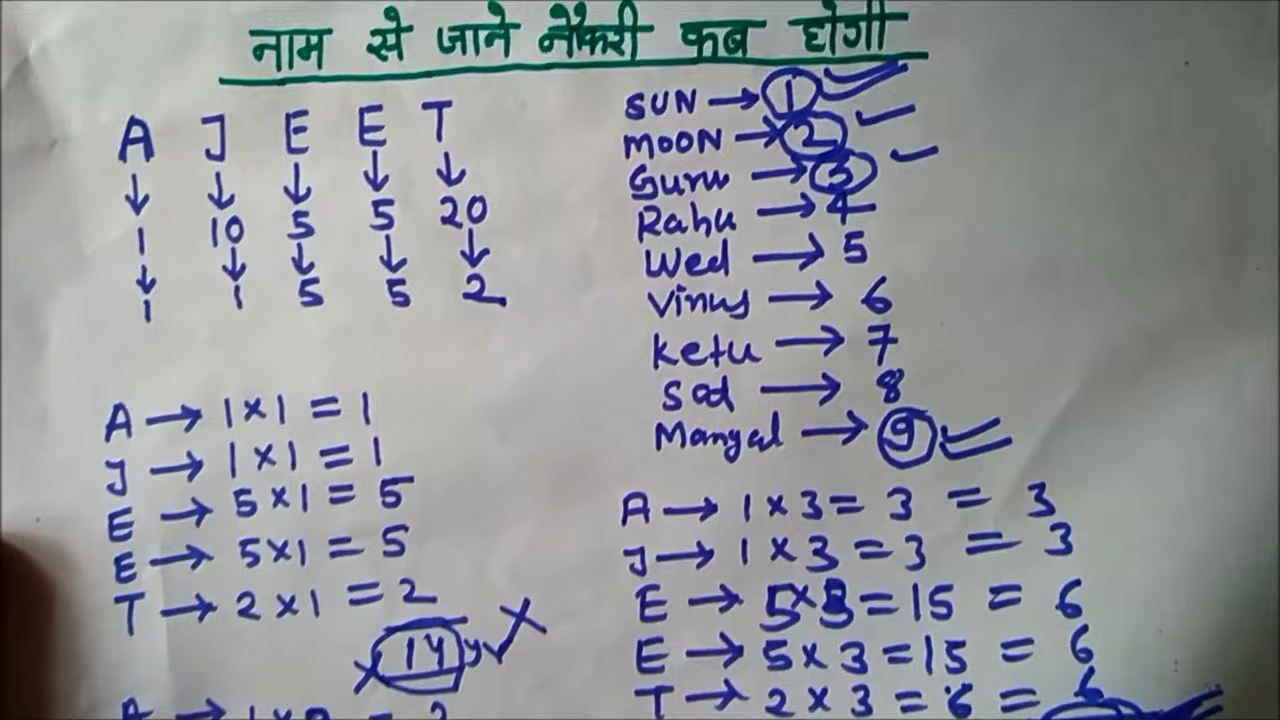 नाम से जाने नौकरी कब होगी
A J E E T
↓ ↓ ↓ ↓ ↓
1 10 5 5 20
↓ ↓ ↓ ↓ ↓
1 1 5 5 2
A → 1×1 = 1
J → 1×1 = 1
E → 5×1 = 5
E → 5×1 = 5
T → 2×1 = 2
14 yr
SUN → 1
MOON → 2
Guru → 3
Rahu → 4
Wed → 5
Vinus → 6
Ketu → 7
Sad → 8
Mangal → 9
A → 1×3 = 3 = 3
J → 1×3 = 3 = 3
E → 5×3 = 15 = 6
E → 5×3 = 15 = 6
T → 2×3 = 6 = 6